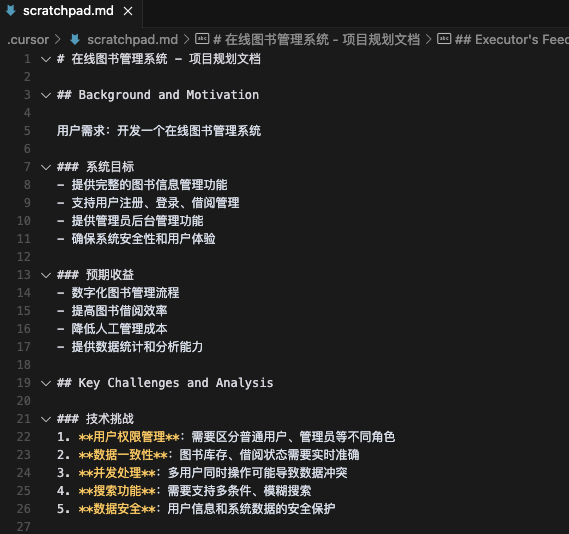 scratchpad.md ×
.cursor > scratchpad.md > # 在线图书管理系统 - 项目规划文档 > ## Executor's Feed
1 # 在线图书管理系统 - 项目规划文档
2
3 ## Background and Motivation
4
5 用户需求: 开发一个在线图书管理系统
6
7 ### 系统目标
8 - 提供完整的图书信息管理功能
9 - 支持用户注册、登录、借阅管理
10 - 提供管理员后台管理功能
11 - 确保系统安全性和用户体验
12
13 ### 预期收益
14 - 数字化图书管理流程
15 - 提高图书借阅效率
16 - 降低人工管理成本
17 - 提供数据统计和分析能力
18
19 ## Key Challenges and Analysis
20
21 ### 技术挑战
22 1. **用户权限管理**: 需要区分普通用户、管理员等不同角色
23 2. **数据一致性**: 图书库存、借阅状态需要实时准确
24 3. **并发处理**: 多用户同时操作可能导致数据冲突
25 4. **搜索功能**: 需要支持多条件、模糊搜索
26 5. **数据安全**: 用户信息和系统数据的安全保护
27